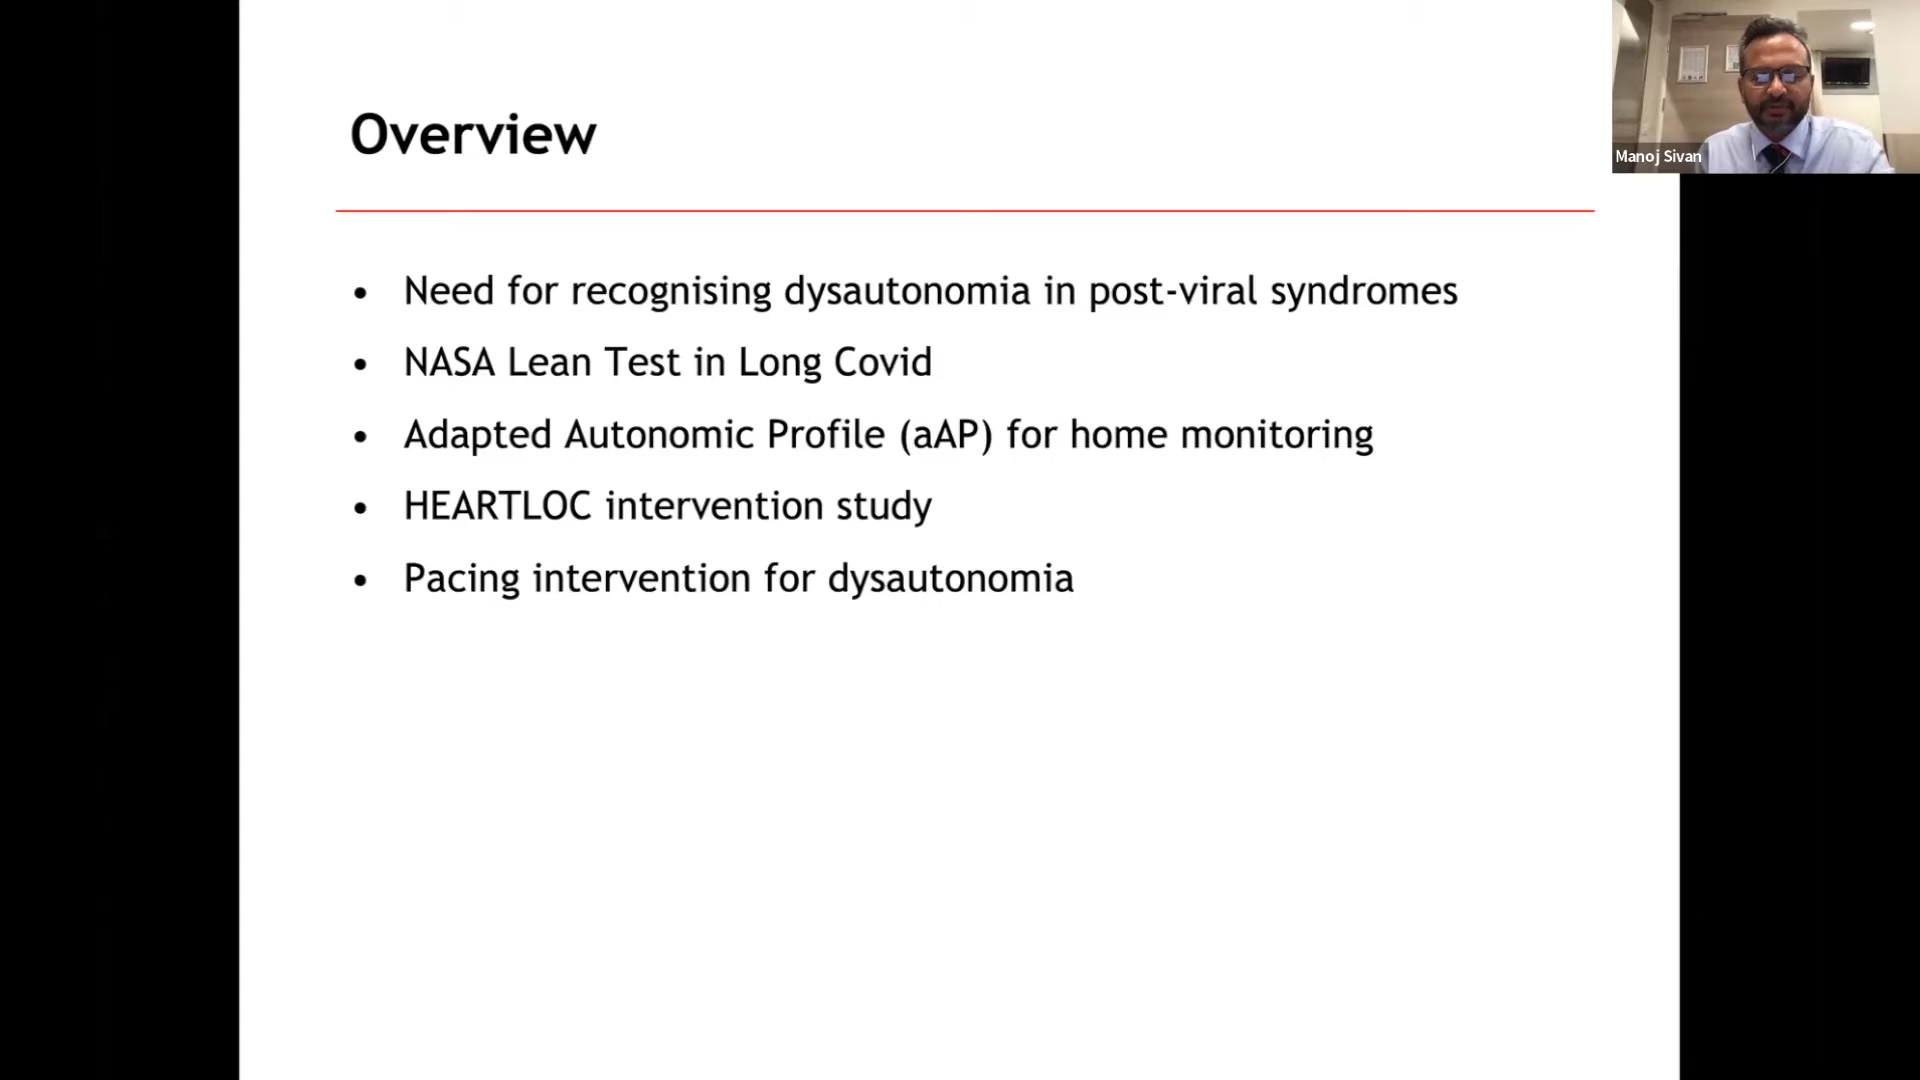 Overview
• Need for recognising dysautonomia in post-viral syndromes
• NASA Lean Test in Long Covid
• Adapted Autonomic Profile (aAP) for home monitoring
• HEARTLOC intervention study
• Pacing intervention for dysautonomia
Manoj Sivan